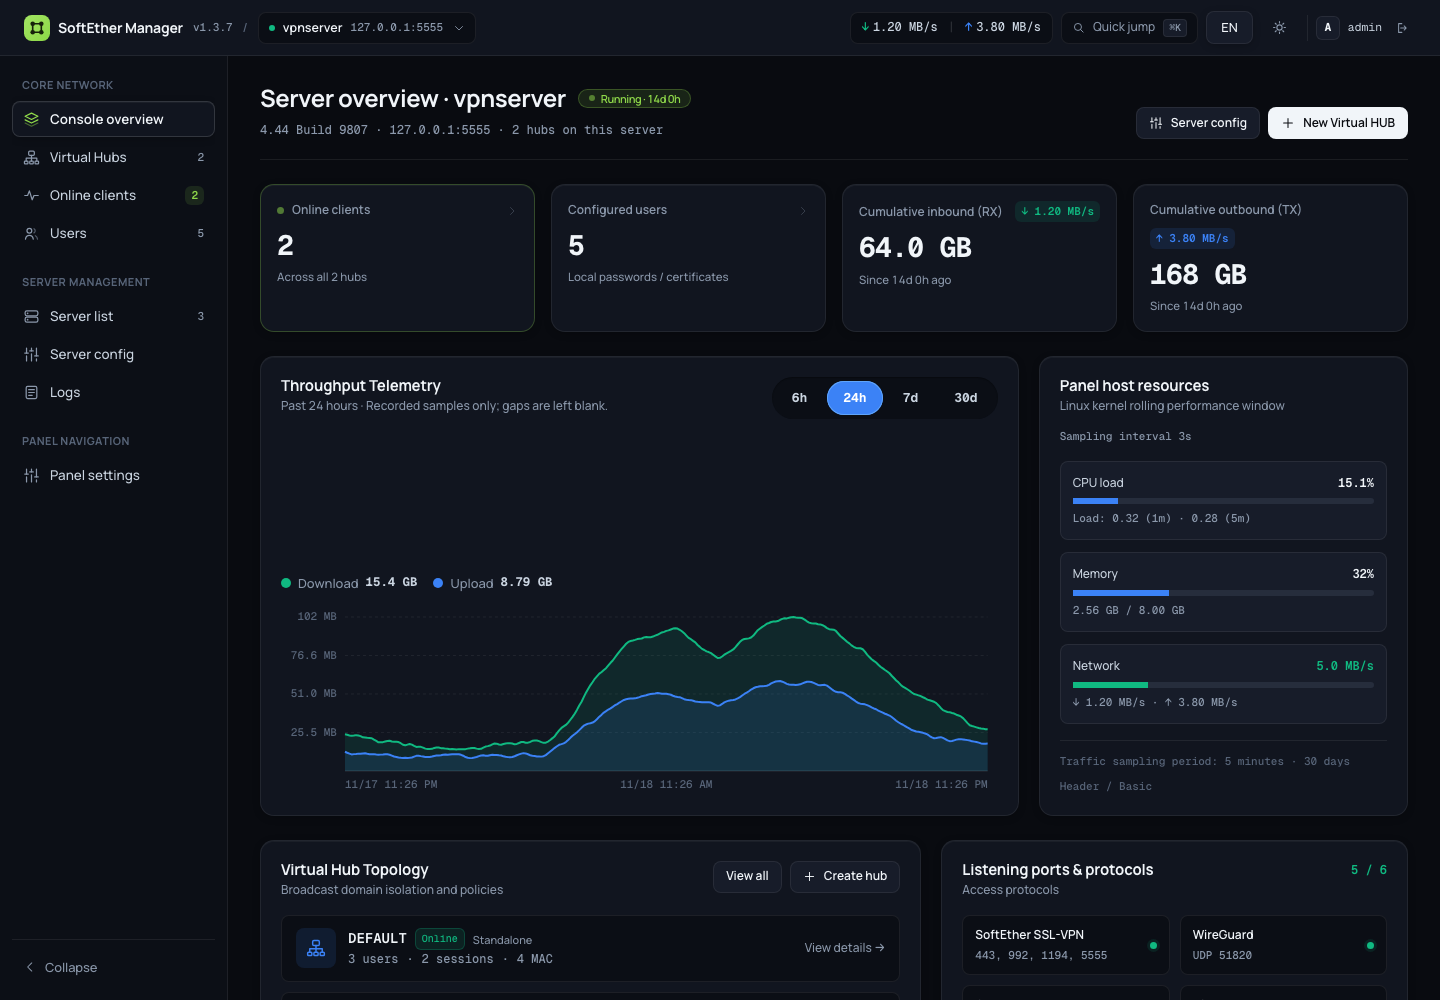 SoftEther Manager v1.3.7 / vpnserver 127.0.0.1:5555
↓ 1.20 MB/s ↑ 3.80 MB/s Quick jump ⌘K EN A admin
CORE NETWORK
Console overview
Virtual Hubs 2
Online clients 2
Users 5
SERVER MANAGEMENT
Server list 3
Server config
Logs
PANEL NAVIGATION
Panel settings
Collapse
Server overview · vpnserver Running · 14d 0h
4.44 Build 9807 · 127.0.0.1:5555 · 2 hubs on this server
Server config
New Virtual HUB
Online clients
2
Across all 2 hubs
Configured users
5
Local passwords / certificates
Cumulative inbound (RX) ↓ 1.20 MB/s
64.0 GB
Since 14d 0h ago
Cumulative outbound (TX)
↑ 3.80 MB/s
168 GB
Since 14d 0h ago
Throughput Telemetry
Past 24 hours · Recorded samples only; gaps are left blank.
6h 24h 7d 30d
Download 15.4 GB Upload 8.79 GB
102 MB
76.6 MB
51.0 MB
25.5 MB
11/17 11:26 PM 11/18 11:26 AM 11/18 11:26 PM
Panel host resources
Linux kernel rolling performance window
Sampling interval 3s
CPU load 15.1%
Load: 0.32 (1m) · 0.28 (5m)
Memory 32%
2.56 GB / 8.00 GB
Network 5.0 MB/s
↓ 1.20 MB/s · ↑ 3.80 MB/s
Traffic sampling period: 5 minutes · 30 days
Header / Basic
Virtual Hub Topology
Broadcast domain isolation and policies
View all
Create hub
DEFAULT Online Standalone
3 users · 2 sessions · 4 MAC
View details →
Listening ports & protocols 5 / 6
Access protocols
SoftEther SSL-VPN
443, 992, 1194, 5555
WireGuard
UDP 51820